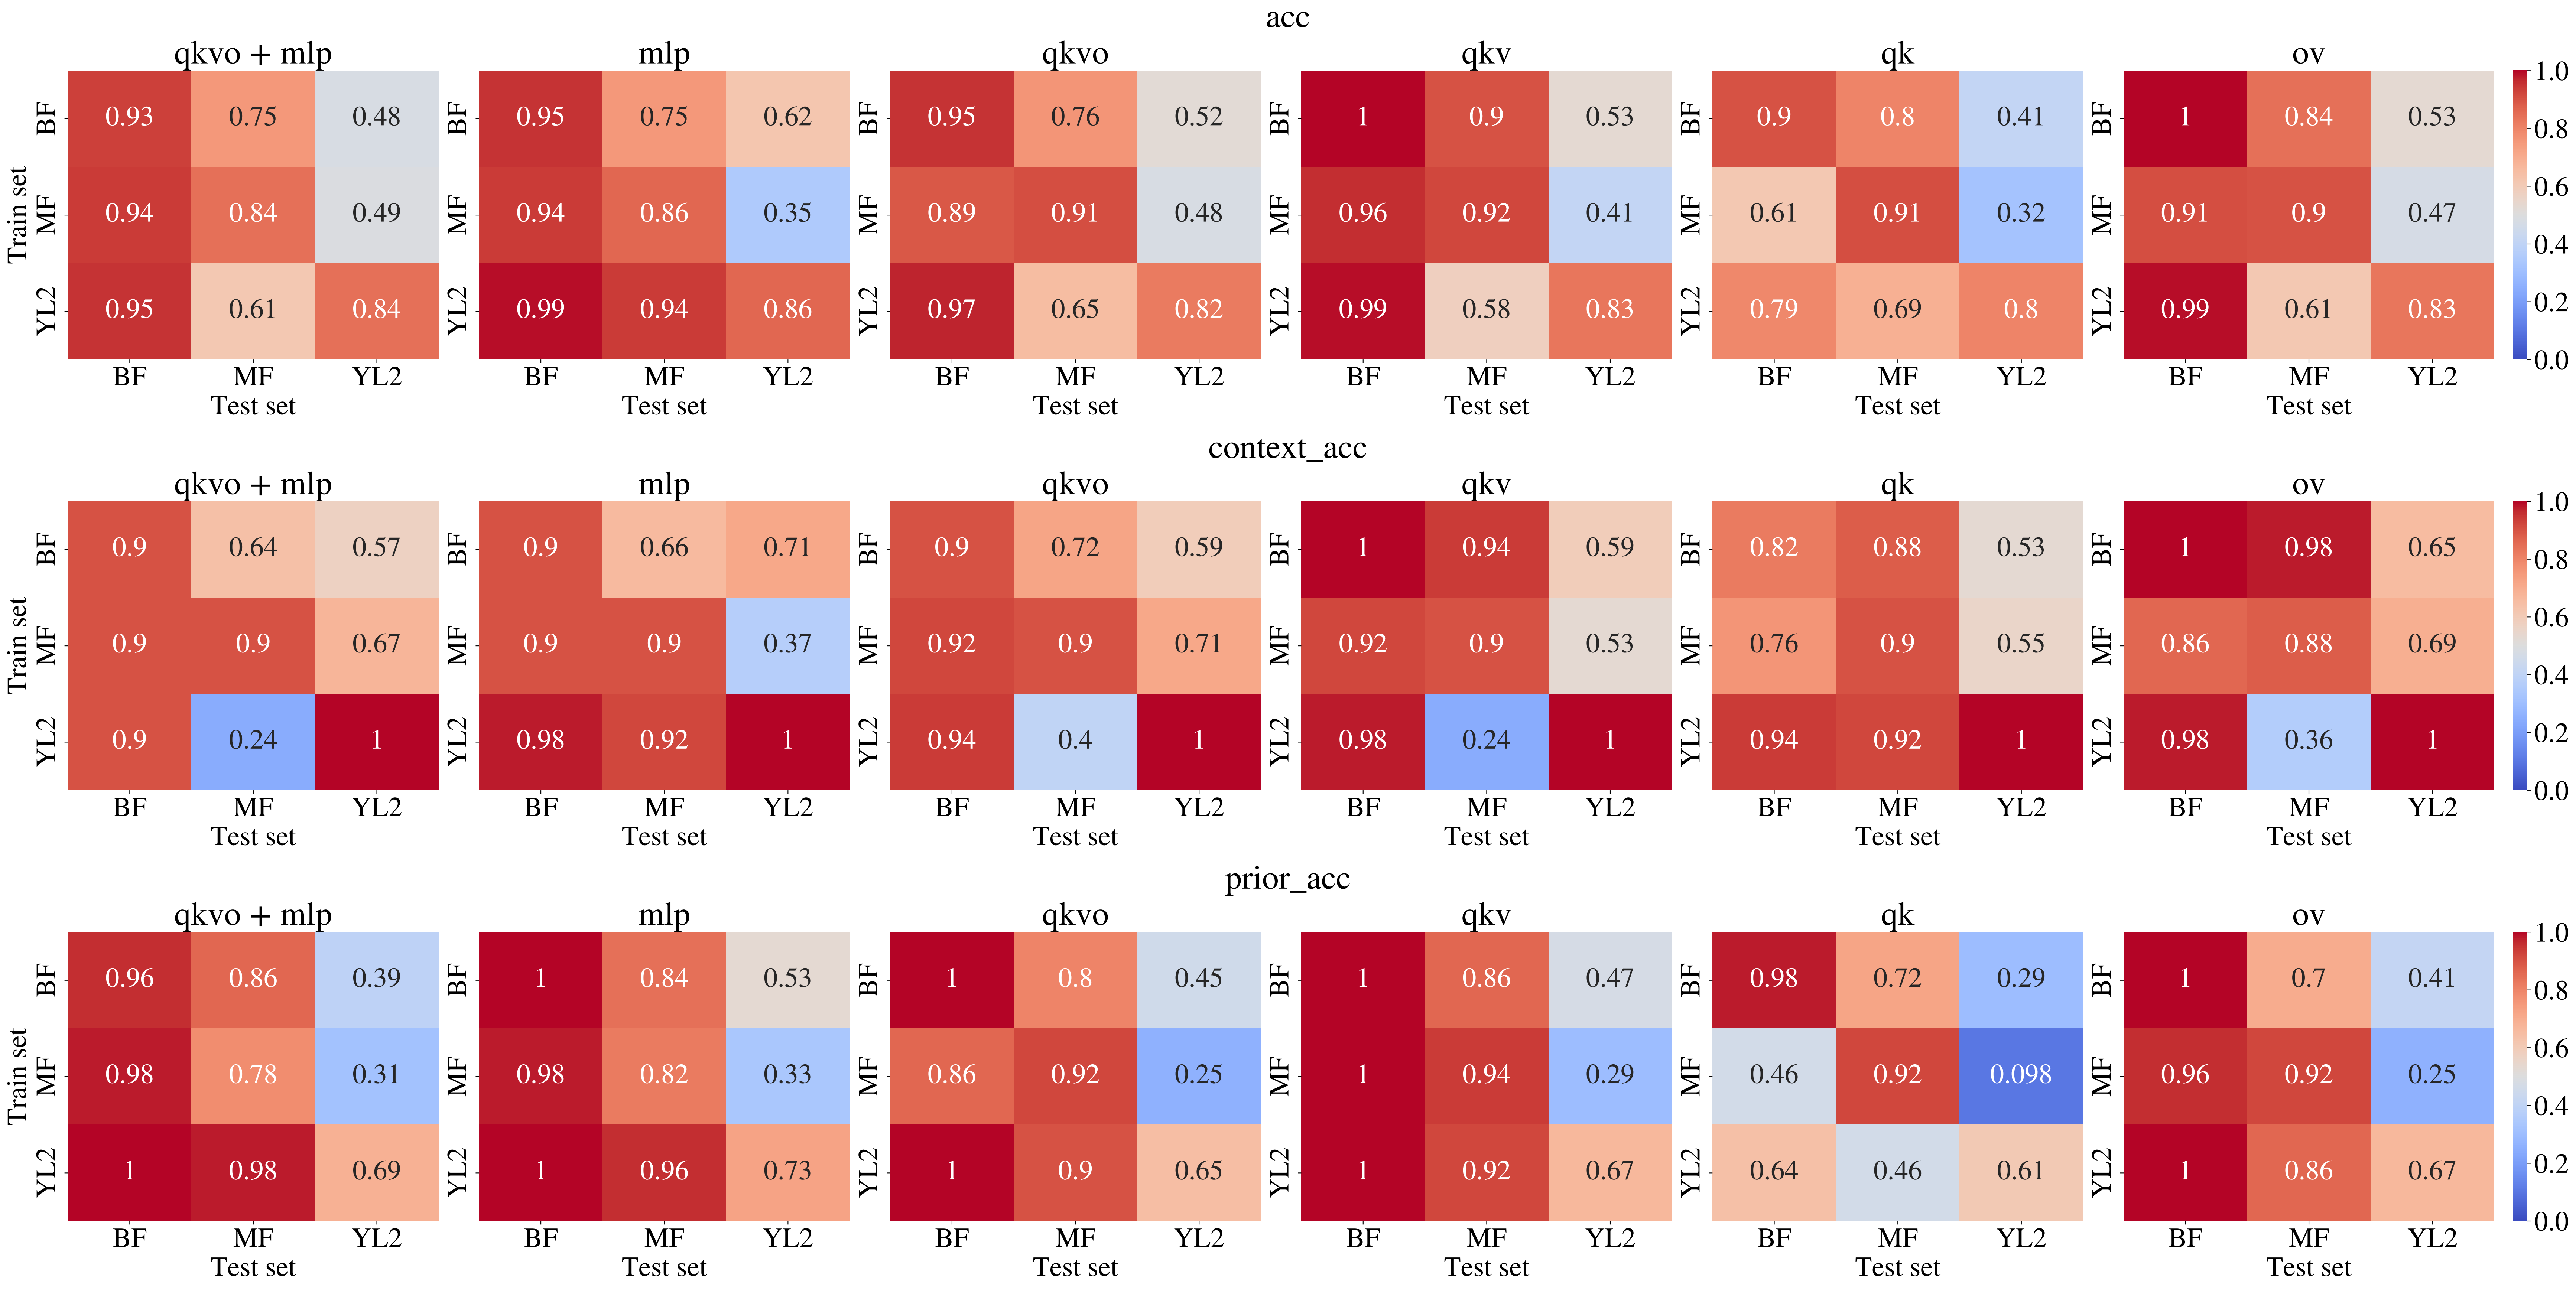 acc
qkvo + mlp mlp qkvo qkv qk ov
BF 0.93 0.75 0.48 BF 0.95 0.75 0.62 BF 0.95 0.76 0.52 BF 1 0.9 0.53 BF 0.9 0.8 0.41 BF 1 0.84 0.53 1.0
0.8
Train set MF 0.94 0.84 0.49 MF 0.94 0.86 0.35 MF 0.89 0.91 0.48 MF 0.96 0.92 0.41 MF 0.61 0.91 0.32 MF 0.91 0.9 0.47 0.6
0.4
YL2 0.95 0.61 0.84 YL2 0.99 0.94 0.86 YL2 0.97 0.65 0.82 YL2 0.99 0.58 0.83 YL2 0.79 0.69 0.8 YL2 0.99 0.61 0.83 0.2
0.0
BF MF YL2 BF MF YL2 BF MF YL2 BF MF YL2 BF MF YL2 BF MF YL2
Test set Test set Test set Test set Test set Test set
context_acc
qkvo + mlp mlp qkvo qkv qk ov
BF 0.9 0.64 0.57 BF 0.9 0.66 0.71 BF 0.9 0.72 0.59 BF 1 0.94 0.59 BF 0.82 0.88 0.53 BF 1 0.98 0.65 1.0
0.8
Train set MF 0.9 0.9 0.67 MF 0.9 0.9 0.37 MF 0.92 0.9 0.71 MF 0.92 0.9 0.53 MF 0.76 0.9 0.55 MF 0.86 0.88 0.69 0.6
0.4
YL2 0.9 0.24 1 YL2 0.98 0.92 1 YL2 0.94 0.4 1 YL2 0.98 0.24 1 YL2 0.94 0.92 1 YL2 0.98 0.36 1 0.2
0.0
BF MF YL2 BF MF YL2 BF MF YL2 BF MF YL2 BF MF YL2 BF MF YL2
Test set Test set Test set Test set Test set Test set
prior_acc
qkvo + mlp mlp qkvo qkv qk ov
BF 0.96 0.86 0.39 BF 1 0.84 0.53 BF 1 0.8 0.45 BF 1 0.86 0.47 BF 0.98 0.72 0.29 BF 1 0.7 0.41 1.0
0.8
Train set MF 0.98 0.78 0.31 MF 0.98 0.82 0.33 MF 0.86 0.92 0.25 MF 1 0.94 0.29 MF 0.46 0.92 0.098 MF 0.96 0.92 0.25 0.6
0.4
YL2 1 0.98 0.69 YL2 1 0.96 0.73 YL2 1 0.9 0.65 YL2 1 0.92 0.67 YL2 0.64 0.46 0.61 YL2 1 0.86 0.67 0.2
0.0
BF MF YL2 BF MF YL2 BF MF YL2 BF MF YL2 BF MF YL2 BF MF YL2
Test set Test set Test set Test set Test set Test set